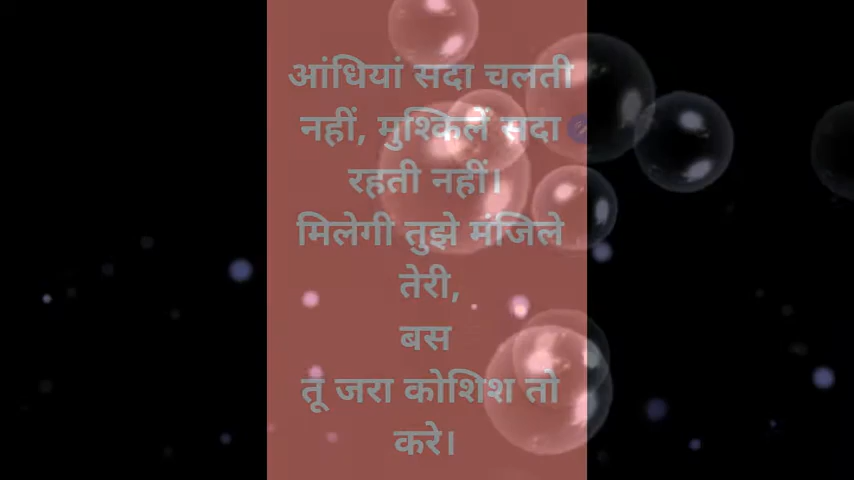 आंधियां सदा चलती
नहीं, मुश्किलें सदा
रहती नहीं।
मिलेगी तुझे मंजिले
तेरी,
बस
तू जरा कोशिश तो
करे।